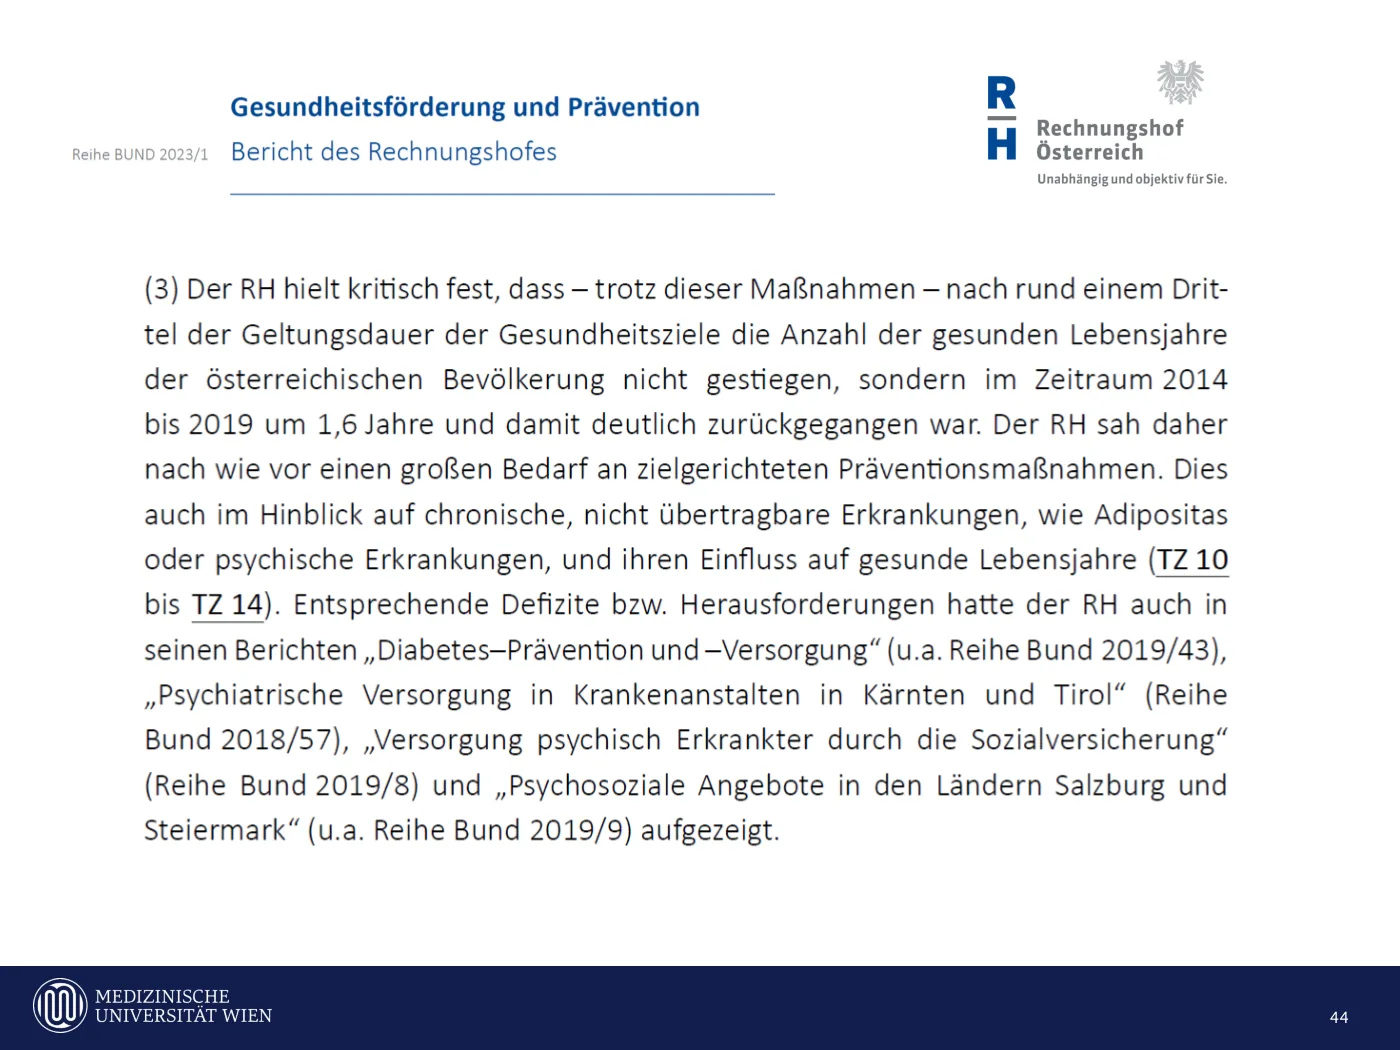 Gesundheitsförderung und Prävention
Reihe BUND 2023/1 Bericht des Rechnungshofes
R
H
Rechnungshof
Österreich
Unabhängig und objektiv für Sie.
(3) Der RH hielt kritisch fest, dass – trotz dieser Maßnahmen – nach rund einem Drit-
tel der Geltungsdauer der Gesundheitsziele die Anzahl der gesunden Lebensjahre
der österreichischen Bevölkerung nicht gestiegen, sondern im Zeitraum 2014
bis 2019 um 1,6 Jahre und damit deutlich zurückgegangen war. Der RH sah daher
nach wie vor einen großen Bedarf an zielgerichteten Präventionsmaßnahmen. Dies
auch im Hinblick auf chronische, nicht übertragbare Erkrankungen, wie Adipositas
oder psychische Erkrankungen, und ihren Einfluss auf gesunde Lebensjahre (TZ 10
bis TZ 14). Entsprechende Defizite bzw. Herausforderungen hatte der RH auch in
seinen Berichten „Diabetes–Prävention und –Versorgung“ (u.a. Reihe Bund 2019/43),
„Psychiatrische Versorgung in Krankenanstalten in Kärnten und Tirol“ (Reihe
Bund 2018/57), „Versorgung psychisch Erkrankter durch die Sozialversicherung“
(Reihe Bund 2019/8) und „Psychosoziale Angebote in den Ländern Salzburg und
Steiermark“ (u.a. Reihe Bund 2019/9) aufgezeigt.
MEDIZINISCHE
UNIVERSITÄT WIEN
44